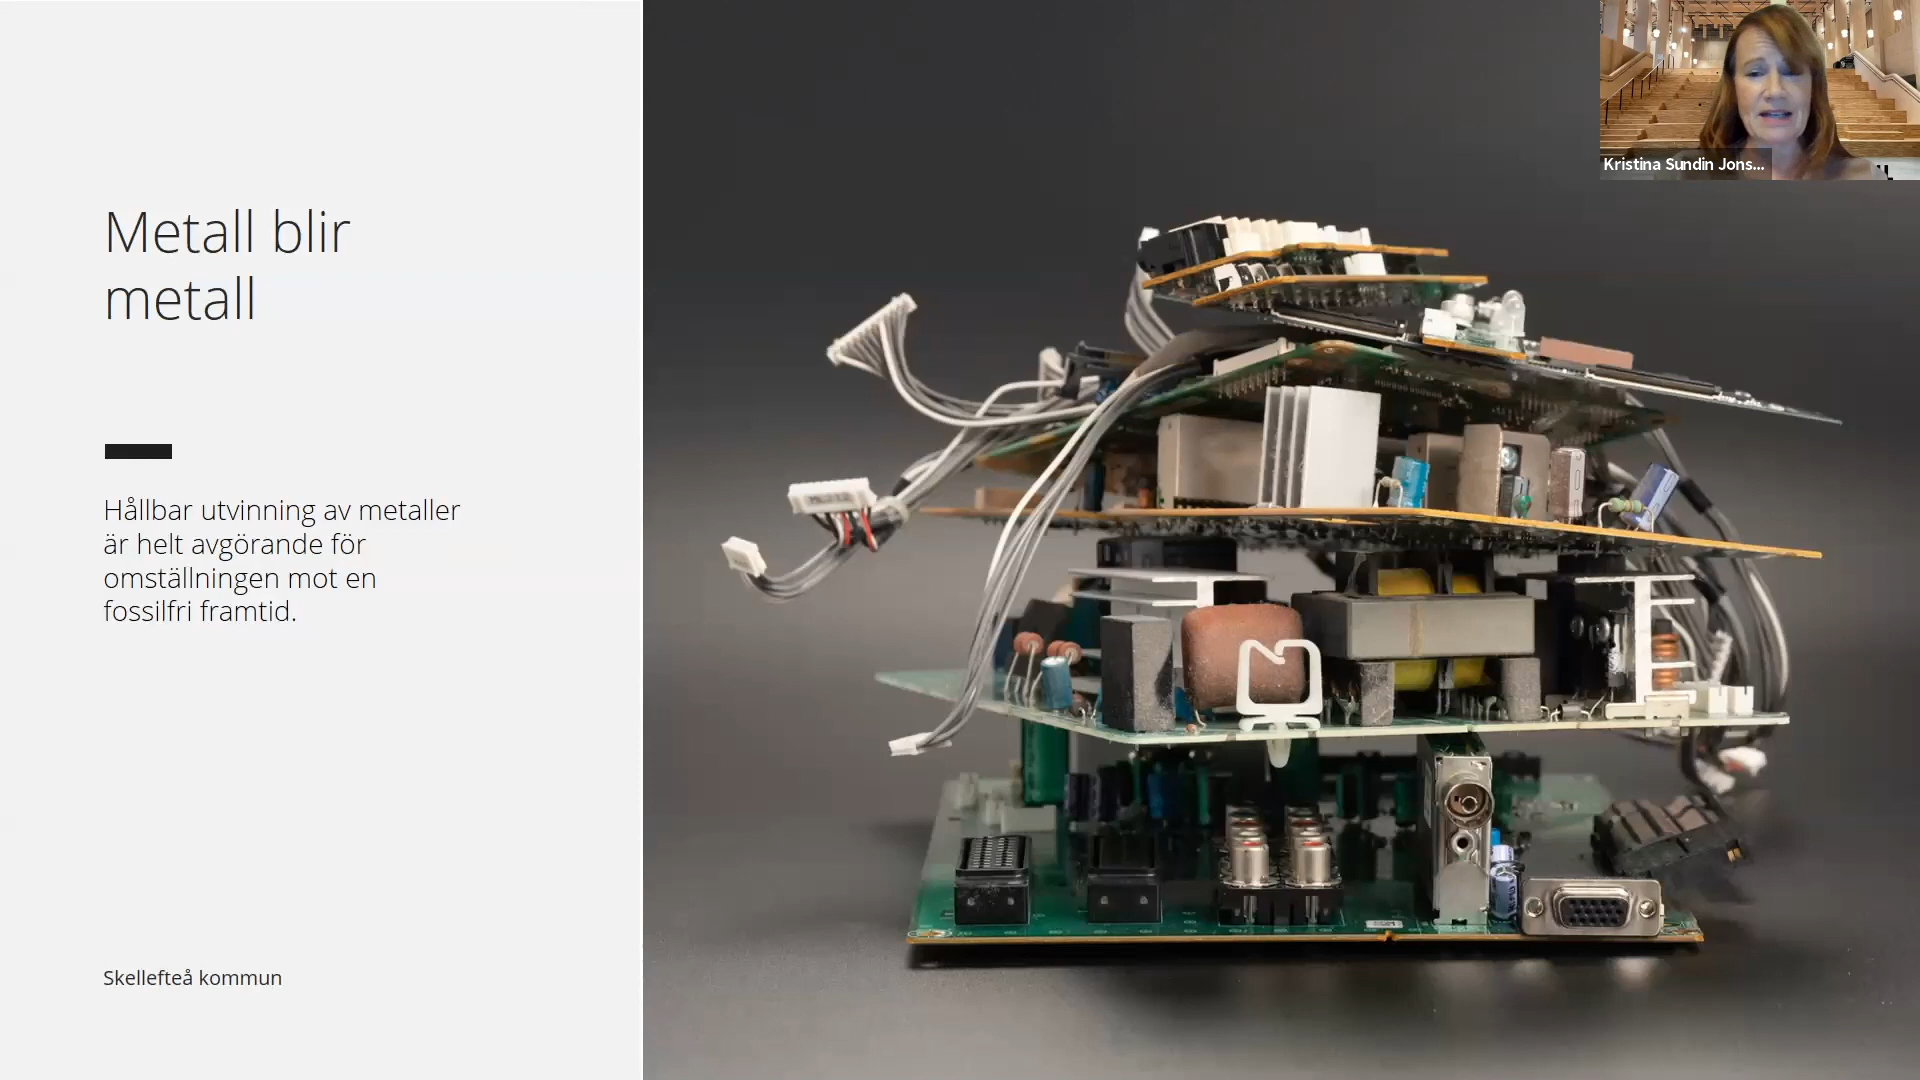 Metall blir
metall
Hållbar utvinning av metaller
är helt avgörande för
omställningen mot en
fossilfri framtid.
Skellefteå kommun
Kristina Sundin Jons...